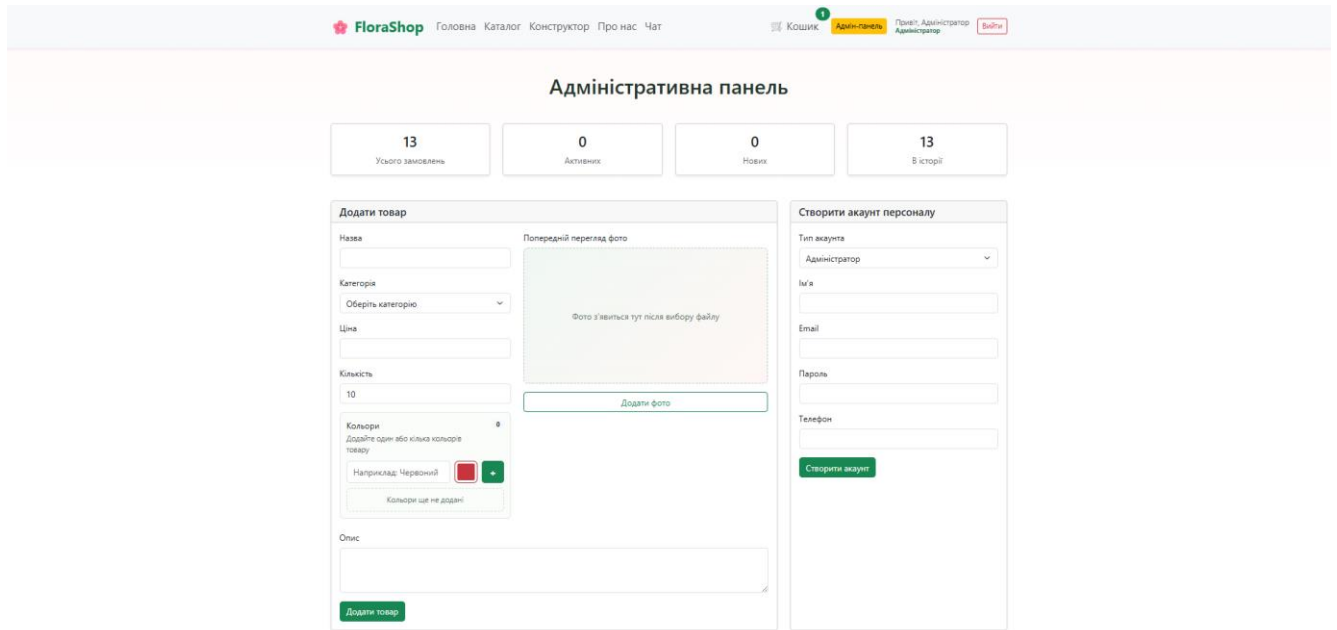 FloraShop Головна Каталог Конструктор Про нас Чат Кошик 1 Адмін-панель Привіт, Адміністратор Вийти
Адміністратор
Адміністративна панель
13 0 0 13
Усього замовлень Активних Нових В історії
Додати товар
Назва
Категорія
Оберіть категорію
Ціна
Кількість
10
Кольори 0
Додайте один або кілька кольорів
товару
Наприклад: Червоний +
Кольори ще не додані
Попередній перегляд фото
Фото з'явиться тут після вибору файлу
Додати фото
Опис
Додати товар
Створити акаунт персоналу
Тип акаунта
Адміністратор
Ім'я
Email
Пароль
Телефон
Створити акаунт